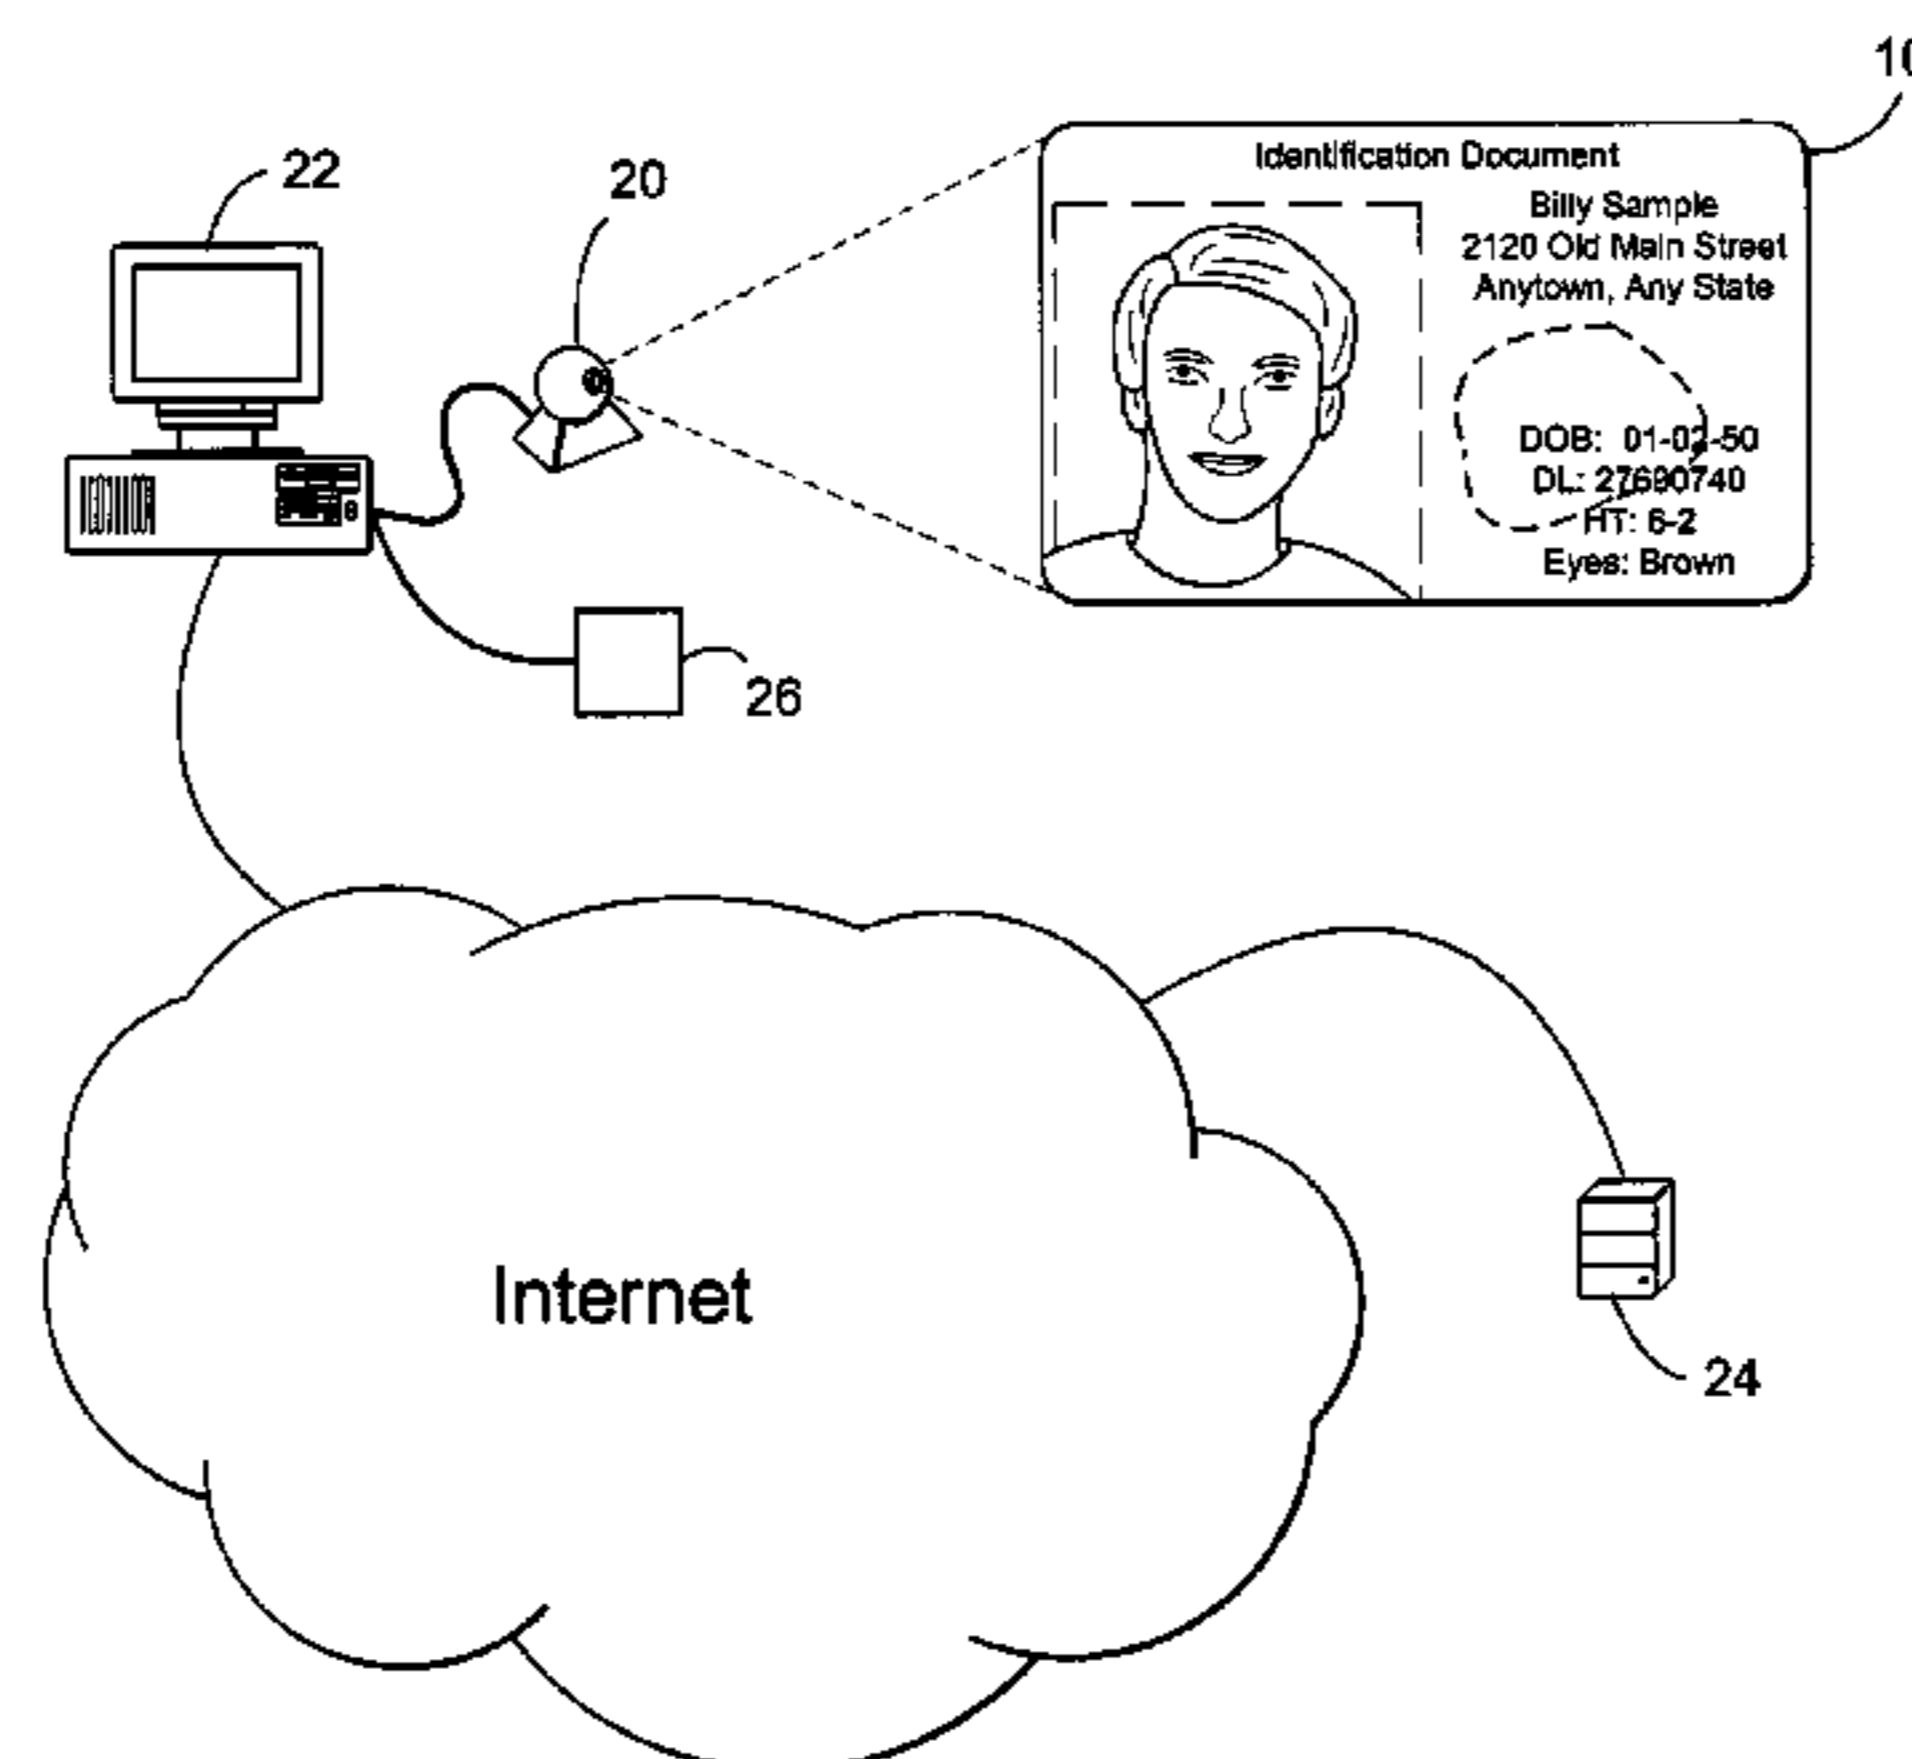 10
22
20
Identification Document
Billy Sample
2120 Old Main Street
Anytown, Any State
DOB: 01-02-50
DL: 27690740
HT: 6-2
Eyes: Brown
26
Internet
24